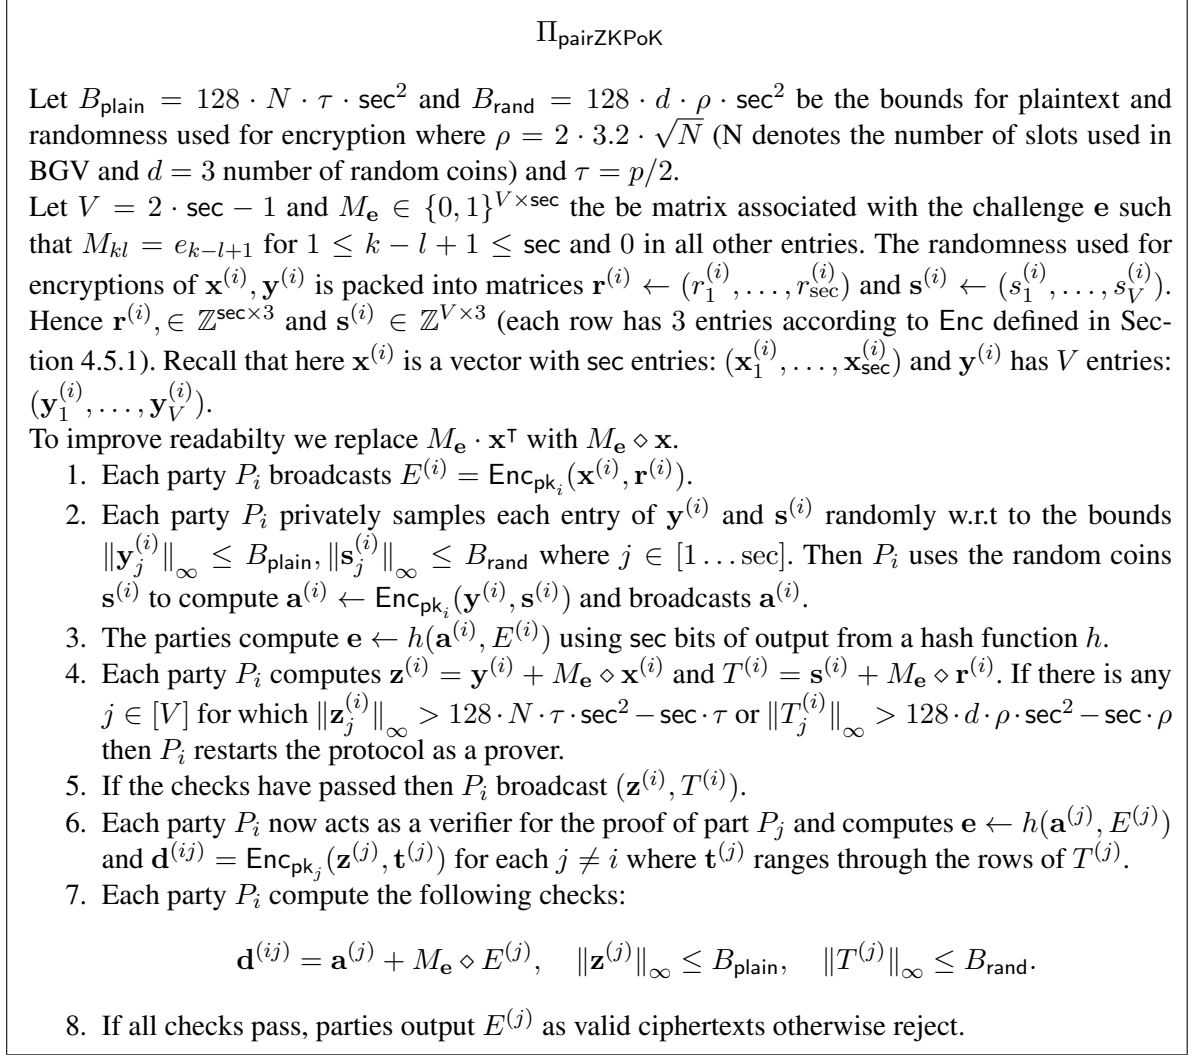 Π_pairZKPoK
Let B_plain = 128 · N · τ · sec² and B_rand = 128 · d · ρ · sec² be the bounds for plaintext and
randomness used for encryption where ρ = 2 · 3.2 · √N (N denotes the number of slots used in
BGV and d = 3 number of random coins) and τ = p/2.
Let V = 2 · sec − 1 and M_e ∈ {0, 1}^{V×sec} the be matrix associated with the challenge e such
that M_{kl} = e_{k−l+1} for 1 ≤ k − l + 1 ≤ sec and 0 in all other entries. The randomness used for
encryptions of x^{(i)}, y^{(i)} is packed into matrices r^{(i)} ← (r_1^{(i)}, . . . , r_sec^{(i)}) and s^{(i)} ← (s_1^{(i)}, . . . , s_V^{(i)}).
Hence r^{(i)}, ∈ ℤ^{sec×3} and s^{(i)} ∈ ℤ^{V×3} (each row has 3 entries according to Enc defined in Sec-
tion 4.5.1). Recall that here x^{(i)} is a vector with sec entries: (x_1^{(i)}, . . . , x_sec^{(i)}) and y^{(i)} has V entries:
(y_1^{(i)}, . . . , y_V^{(i)}).
To improve readabilty we replace M_e · x^⊤ with M_e ⋄ x.
1. Each party P_i broadcasts E^{(i)} = Enc_{pk_i}(x^{(i)}, r^{(i)}).
2. Each party P_i privately samples each entry of y^{(i)} and s^{(i)} randomly w.r.t to the bounds
‖y_j^{(i)}‖_∞ ≤ B_plain, ‖s_j^{(i)}‖_∞ ≤ B_rand where j ∈ [1 . . . sec]. Then P_i uses the random coins
s^{(i)} to compute a^{(i)} ← Enc_{pk_i}(y^{(i)}, s^{(i)}) and broadcasts a^{(i)}.
3. The parties compute e ← h(a^{(i)}, E^{(i)}) using sec bits of output from a hash function h.
4. Each party P_i computes z^{(i)} = y^{(i)} + M_e ⋄ x^{(i)} and T^{(i)} = s^{(i)} + M_e ⋄ r^{(i)}. If there is any
j ∈ [V] for which ‖z_j^{(i)}‖_∞ > 128 · N · τ · sec² − sec · τ or ‖T_j^{(i)}‖_∞ > 128 · d · ρ · sec² − sec · ρ
then P_i restarts the protocol as a prover.
5. If the checks have passed then P_i broadcast (z^{(i)}, T^{(i)}).
6. Each party P_i now acts as a verifier for the proof of part P_j and computes e ← h(a^{(j)}, E^{(j)})
and d^{(ij)} = Enc_{pk_j}(z^{(j)}, t^{(j)}) for each j ≠ i where t^{(j)} ranges through the rows of T^{(j)}.
7. Each party P_i compute the following checks:
d^{(ij)} = a^{(j)} + M_e ⋄ E^{(j)}, ‖z^{(j)}‖_∞ ≤ B_plain, ‖T^{(j)}‖_∞ ≤ B_rand.
8. If all checks pass, parties output E^{(j)} as valid ciphertexts otherwise reject.